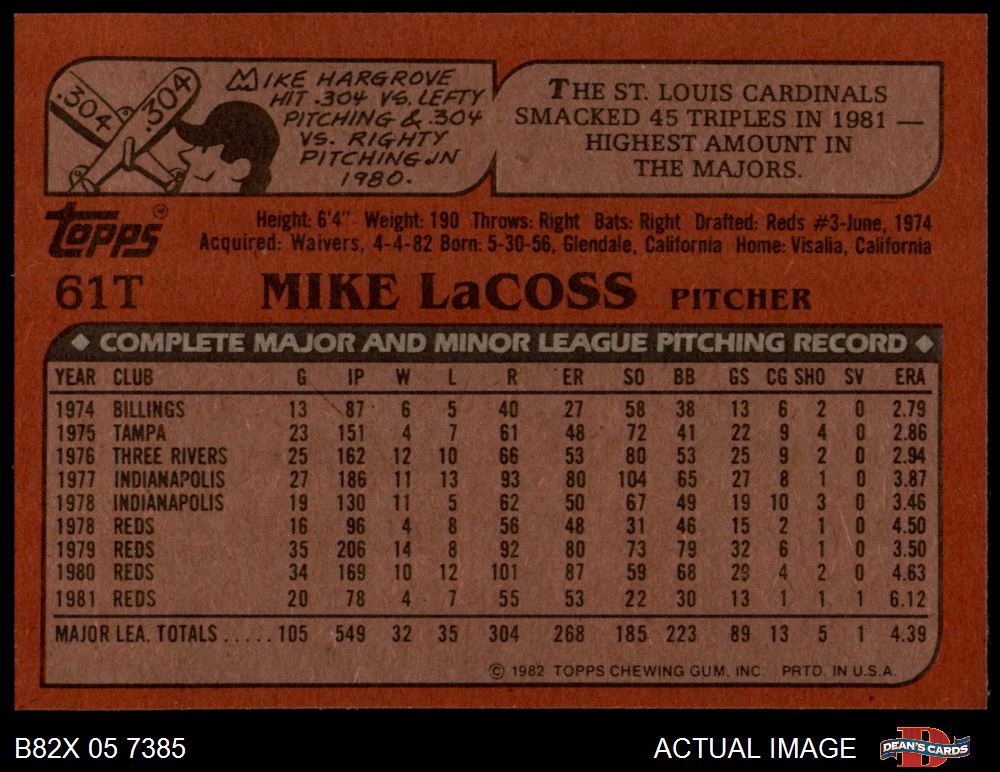 .304 .304
MIKE HARGROVE
HIT .304 VS. LEFTY
PITCHING & .304
VS. RIGHTY
PITCHING IN
1980.
THE ST. LOUIS CARDINALS
SMACKED 45 TRIPLES IN 1981 —
HIGHEST AMOUNT IN
THE MAJORS.
TOPPS®
Height: 6'4" Weight: 190 Throws: Right Bats: Right Drafted: Reds #3-June, 1974
Acquired: Waivers, 4-4-82 Born: 5-30-56, Glendale, California Home: Visalia, California
61T MIKE LaCOSS PITCHER
◆ COMPLETE MAJOR AND MINOR LEAGUE PITCHING RECORD ◆
YEAR CLUB G IP W L R ER SO BB GS CG SHO SV ERA
1974 BILLINGS 13 87 6 5 40 27 58 38 13 6 2 0 2.79
1975 TAMPA 23 151 4 7 61 48 72 41 22 9 4 0 2.86
1976 THREE RIVERS 25 162 12 10 66 53 80 53 25 9 2 0 2.94
1977 INDIANAPOLIS 27 186 11 13 93 80 104 65 27 8 1 0 3.87
1978 INDIANAPOLIS 19 130 11 5 62 50 67 49 19 10 3 0 3.46
1978 REDS 16 96 4 8 56 48 31 46 15 2 1 0 4.50
1979 REDS 35 206 14 8 92 80 73 79 32 6 1 0 3.50
1980 REDS 34 169 10 12 101 87 59 68 29 4 2 0 4.63
1981 REDS 20 78 4 7 55 53 22 30 13 1 1 1 6.12
MAJOR LEA. TOTALS .....105 549 32 35 304 268 185 223 89 13 5 1 4.39
© 1982 TOPPS CHEWING GUM, INC. PRTD. IN U.S.A.
B82X 05 7385 ACTUAL IMAGE D DEAN'S CARDS